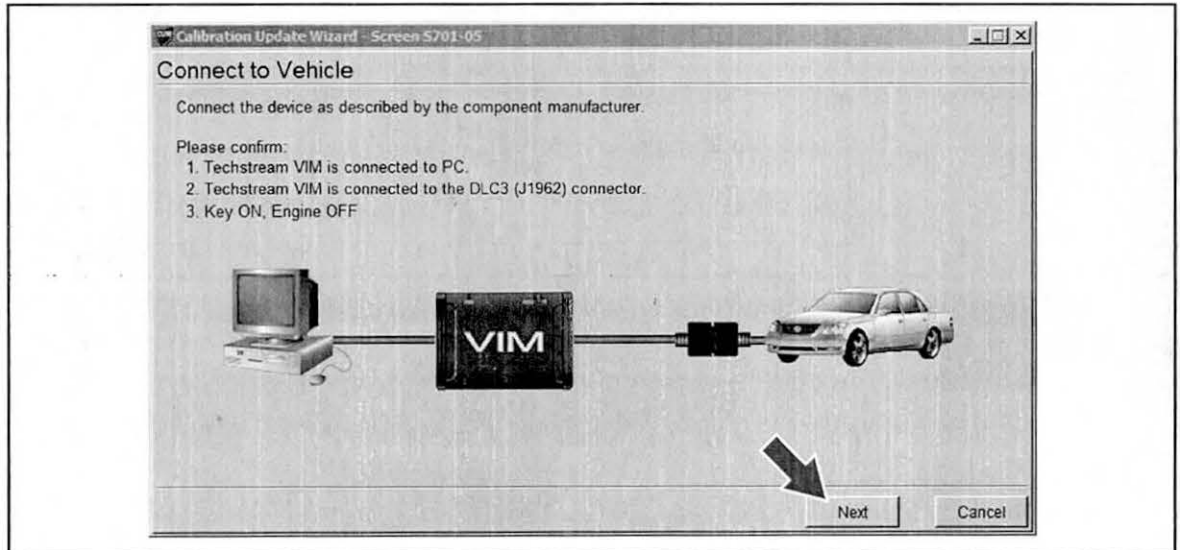 Calibration Update Wizard - Screen S701-05
Connect to Vehicle
Connect the device as described by the component manufacturer.
Please confirm:
1. Techstream VIM is connected to PC.
2. Techstream VIM is connected to the DLC3 (J1962) connector.
3. Key ON, Engine OFF
VIM
Next
Cancel